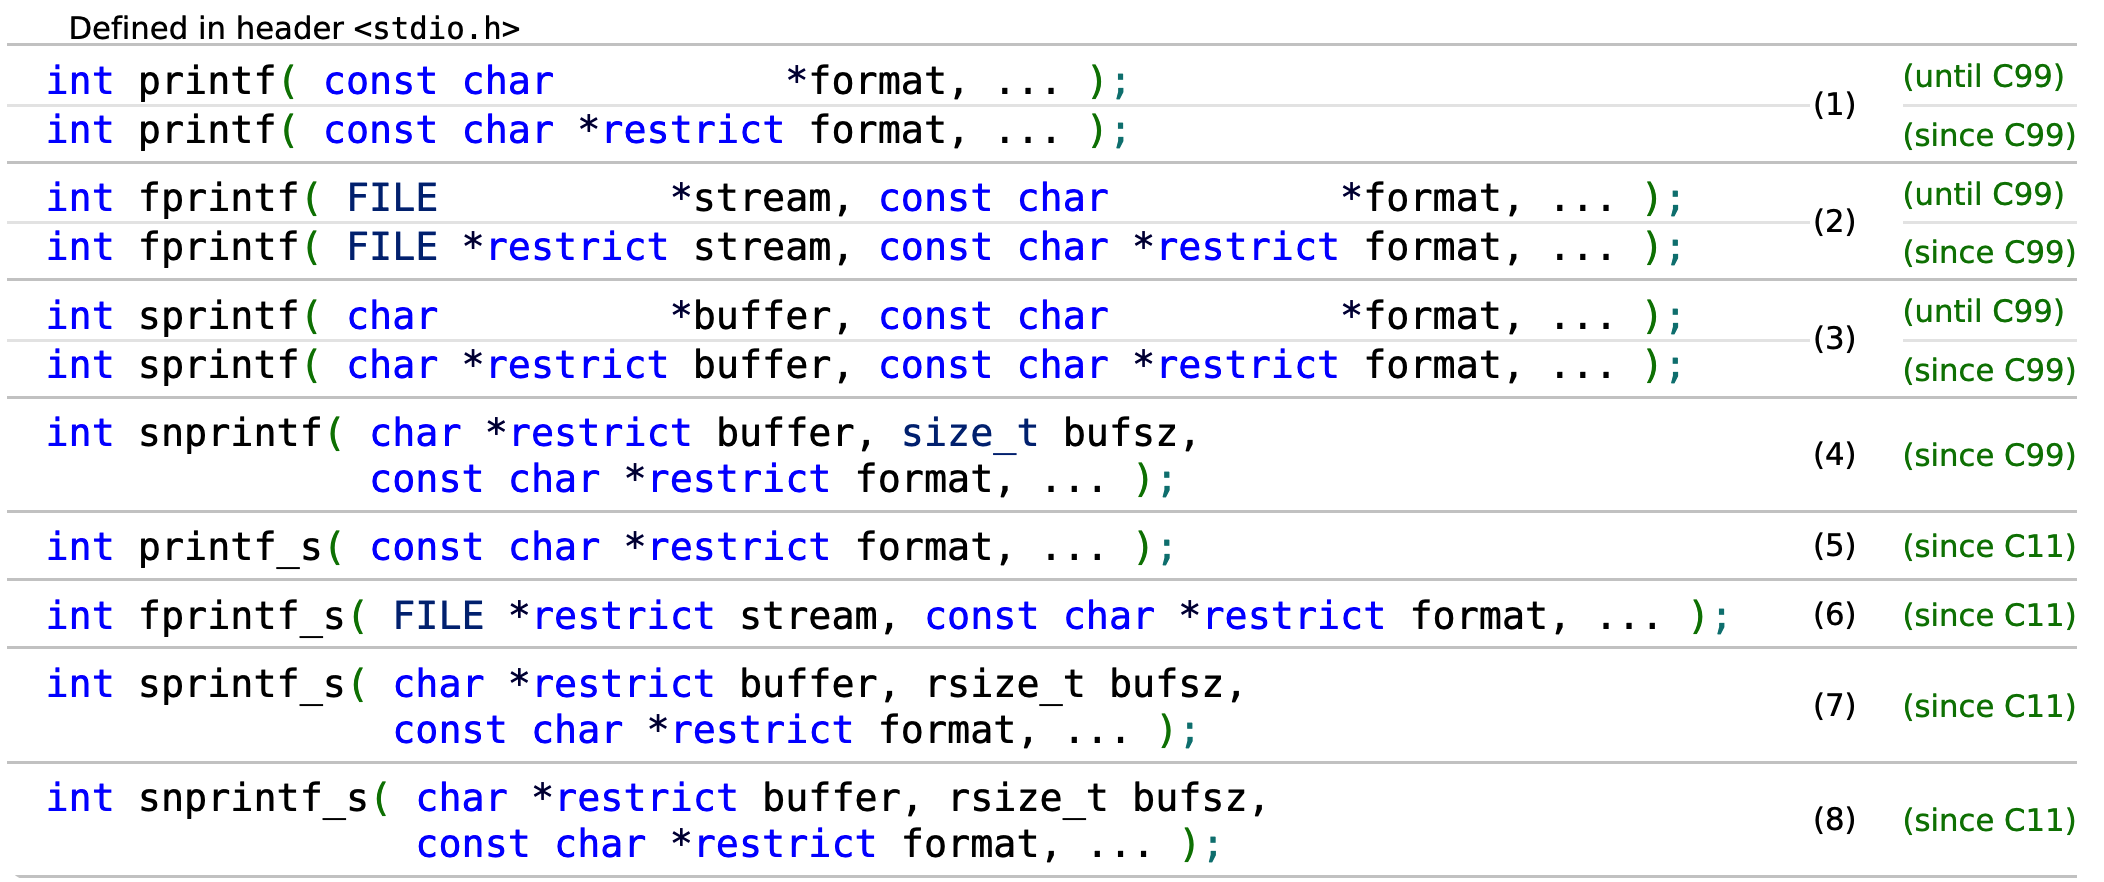 Defined in header <stdio.h>
int printf( const char          *format, ... );
(until C99)
(1)
int printf( const char *restrict format, ... );
(since C99)
int fprintf( FILE          *stream, const char          *format, ... );
(until C99)
(2)
int fprintf( FILE *restrict stream, const char *restrict format, ... );
(since C99)
int sprintf( char          *buffer, const char          *format, ... );
(until C99)
(3)
int sprintf( char *restrict buffer, const char *restrict format, ... );
(since C99)
int snprintf( char *restrict buffer, size_t bufsz,
              const char *restrict format, ... );
(4) (since C99)
int printf_s( const char *restrict format, ... );
(5) (since C11)
int fprintf_s( FILE *restrict stream, const char *restrict format, ... );
(6) (since C11)
int sprintf_s( char *restrict buffer, rsize_t bufsz,
               const char *restrict format, ... );
(7) (since C11)
int snprintf_s( char *restrict buffer, rsize_t bufsz,
                const char *restrict format, ... );
(8) (since C11)